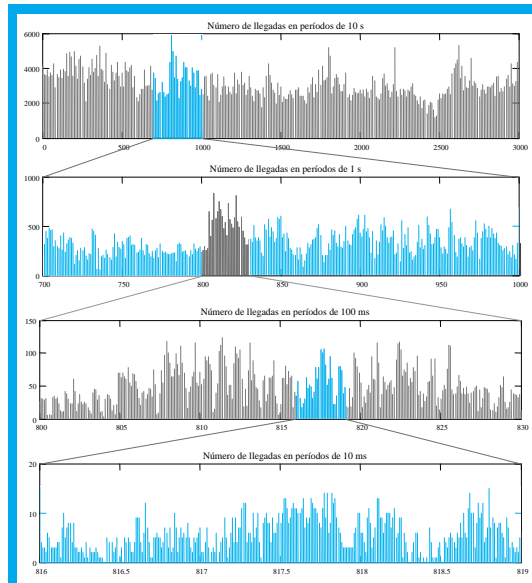 Número de llegadas en períodos de 10 s
6000
4000
2000
0
0 500 1000 1500 2000 2500 3000
Número de llegadas en períodos de 1 s
1000
500
0
700 750 800 850 900 950 1000
Número de llegadas en períodos de 100 ms
150
100
50
0
800 805 810 815 820 825 830
Número de llegadas en períodos de 10 ms
20
10
0
816 816.5 817 817.5 818 818.5 819